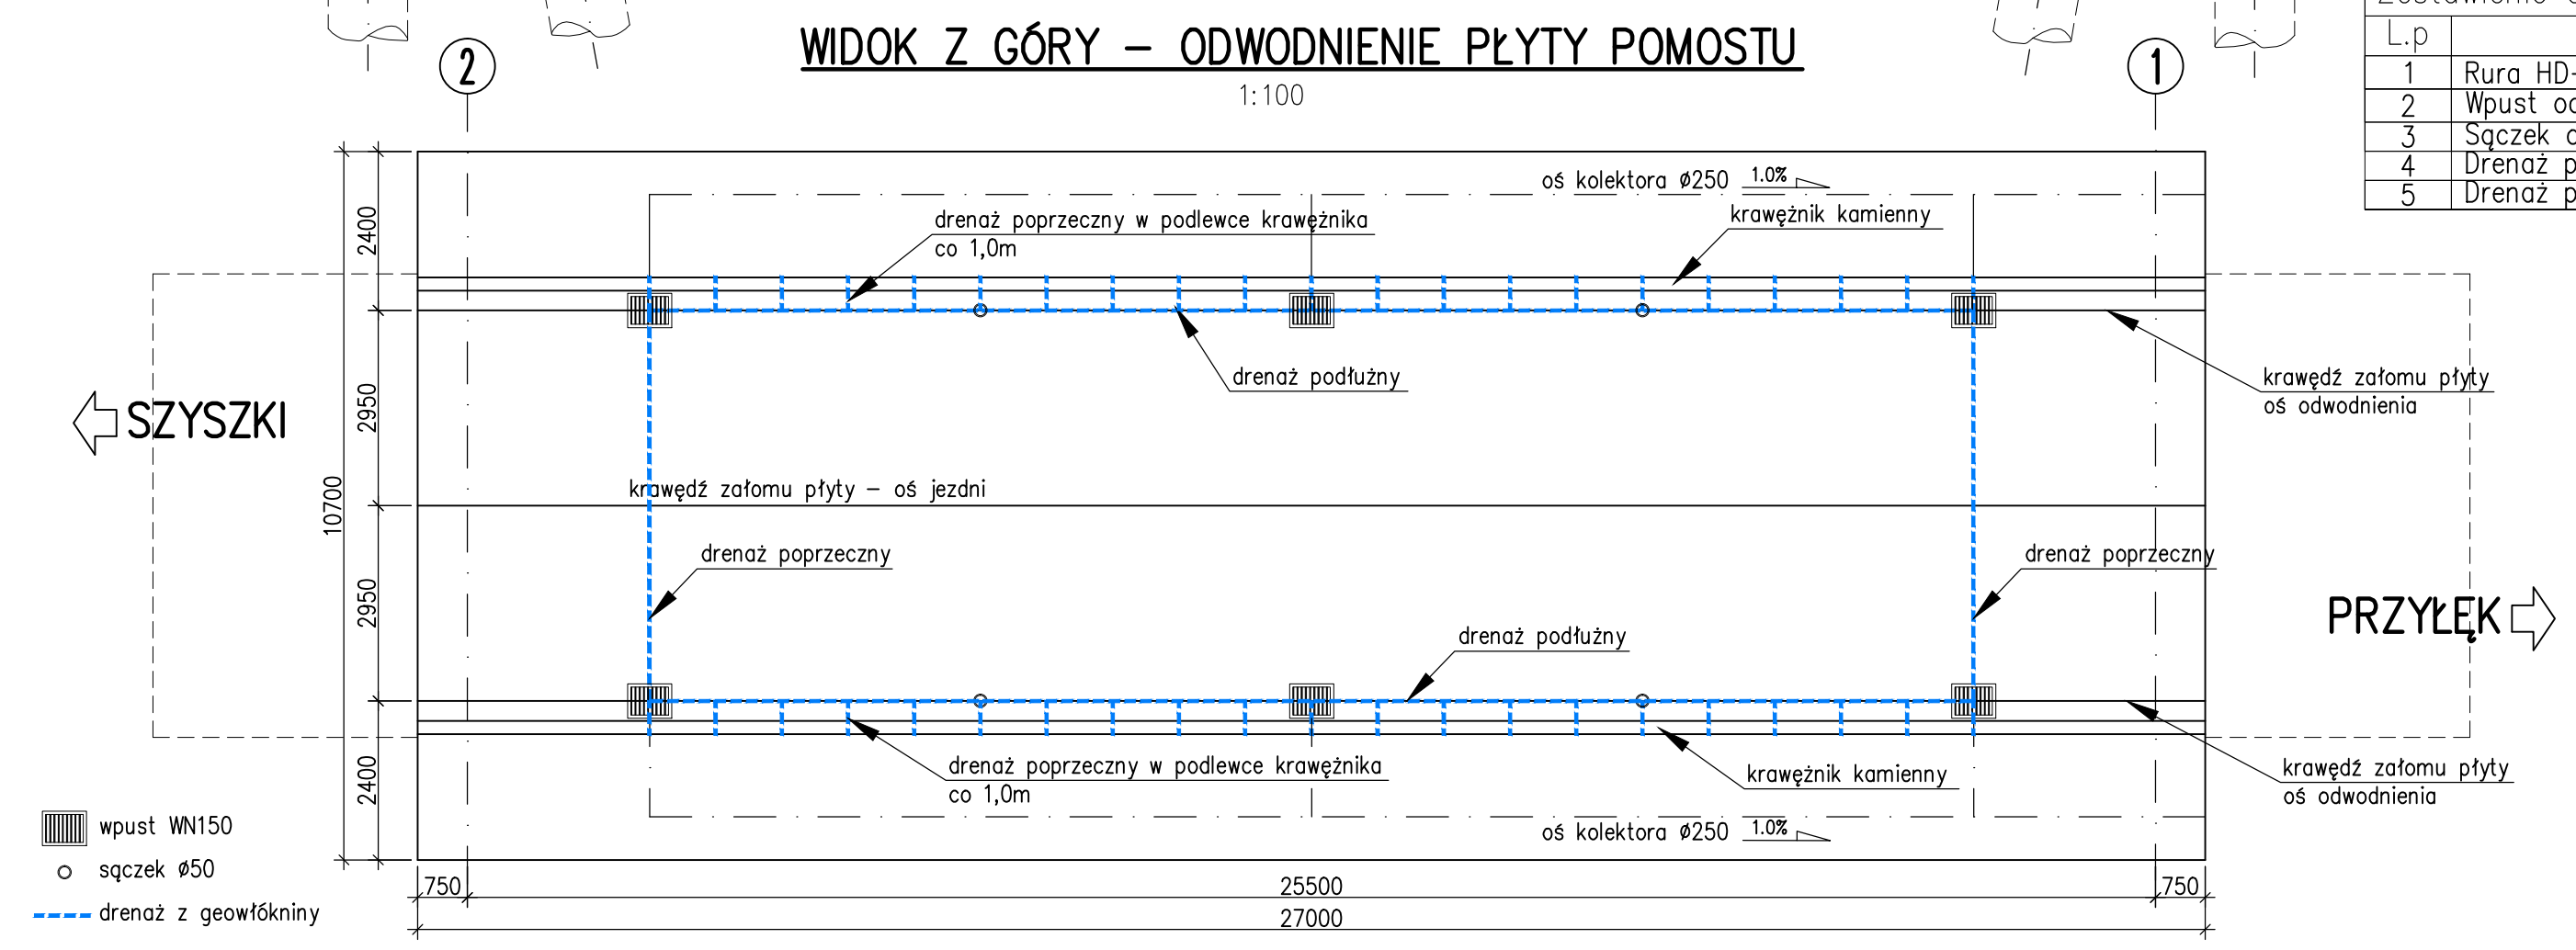 WIDOK Z GÓRY – ODWODNIENIE PŁYTY POMOSTU
1:100
2
1
L.p
1 Rura HD-
2 Wpust
3 Sączek
4 Drenaż
5 Drenaż
oś kolektora ø250 1.0%
drenaż poprzeczny w podlewce krawężnika
co 1,0m
krawężnik kamienny
drenaż podłużny
krawędź załomu płyty
oś odwodnienia
SZYSZKI
krawędź załomu płyty – oś jezdni
drenaż poprzeczny
drenaż poprzeczny
PRZYŁĘK
drenaż podłużny
drenaż poprzeczny w podlewce krawężnika
co 1,0m
krawężnik kamienny
krawędź załomu płyty
oś odwodnienia
oś kolektora ø250 1.0%
2400
2950
10700
2950
2400
wpust WN150
sączek ø50
drenaż z geowłókniny
750
25500
750
27000